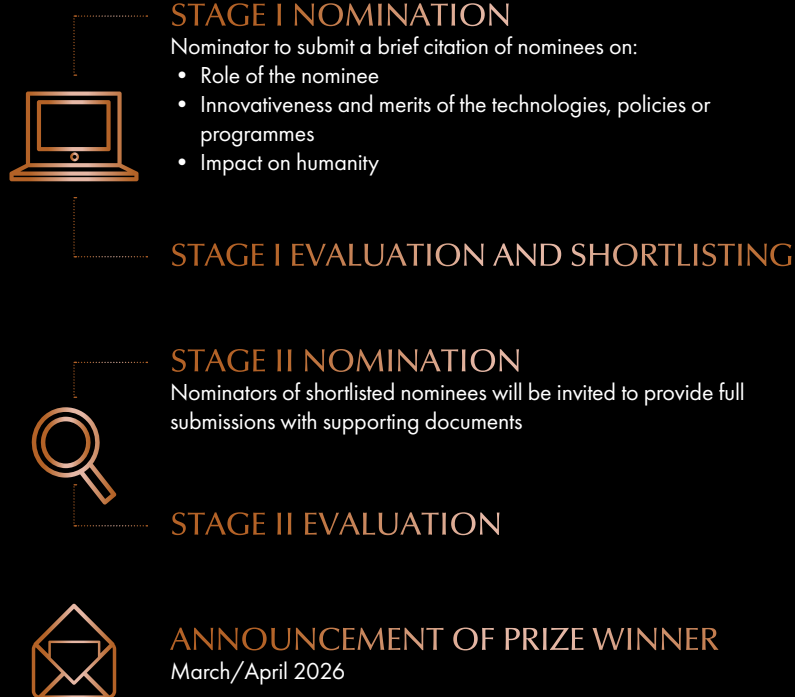 STAGE I NOMINATION
Nominator to submit a brief citation of nominees on:
• Role of the nominee
• Innovativeness and merits of the technologies, policies or
programmes
• Impact on humanity
STAGE I EVALUATION AND SHORTLISTING
STAGE II NOMINATION
Nominators of shortlisted nominees will be invited to provide full
submissions with supporting documents
STAGE II EVALUATION
ANNOUNCEMENT OF PRIZE WINNER
March/April 2026